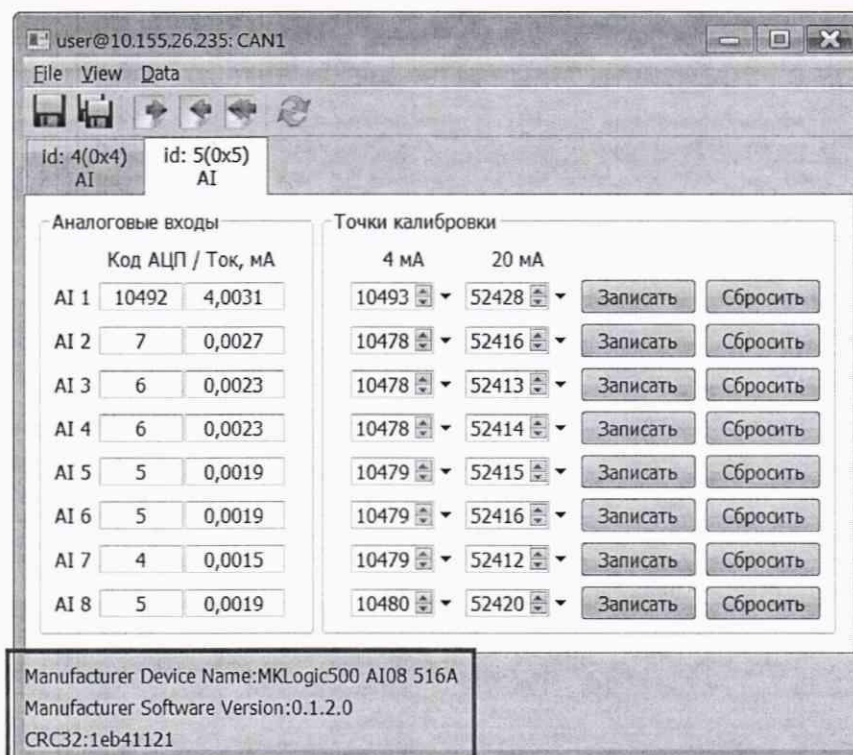 user@10.155.26.235: CAN1
File View Data
id: 4(0x4) AI
id: 5(0x5) AI
Аналоговые входы
Точки калибровки
Код АЦП / Ток, мА 4 мА 20 мА
AI 1 10492 4,0031 10493 52428 Записать Сбросить
AI 2 7 0,0027 10478 52416 Записать Сбросить
AI 3 6 0,0023 10478 52413 Записать Сбросить
AI 4 6 0,0023 10478 52414 Записать Сбросить
AI 5 5 0,0019 10479 52415 Записать Сбросить
AI 6 5 0,0019 10479 52416 Записать Сбросить
AI 7 4 0,0015 10479 52412 Записать Сбросить
AI 8 5 0,0019 10480 52420 Записать Сбросить
Manufacturer Device Name:MKLogic500 AI08 516A
Manufacturer Software Version:0.1.2.0
CRC32:1eb41121